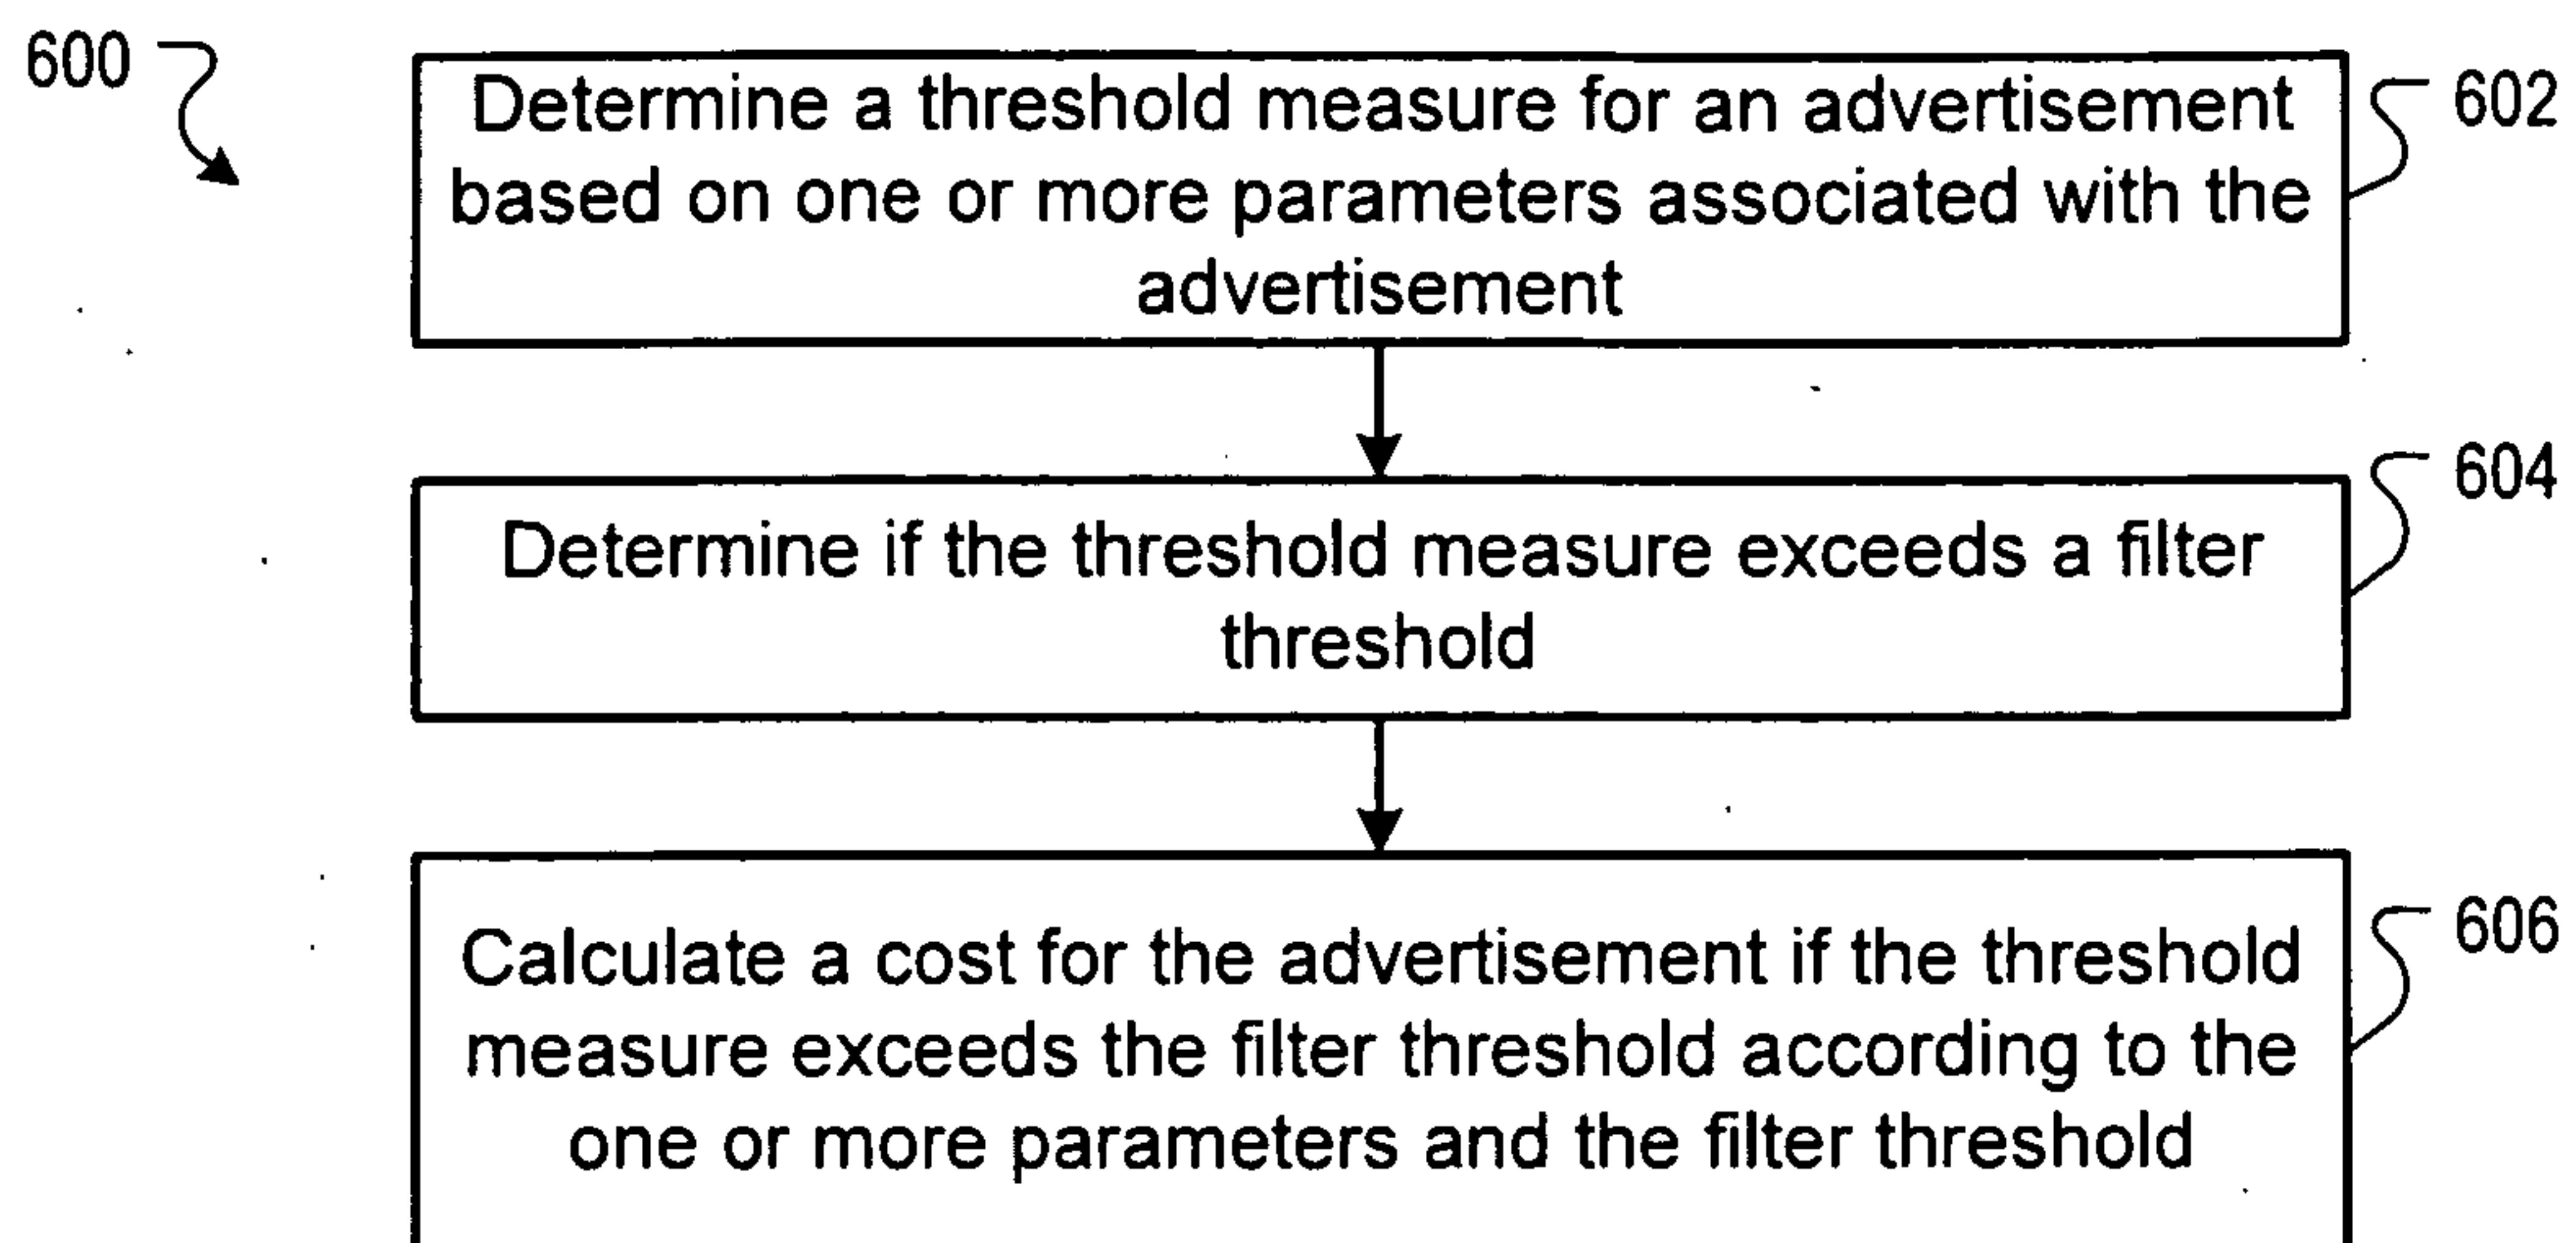 600
Determine a threshold measure for an advertisement
based on one or more parameters associated with the
advertisement
602
Determine if the threshold measure exceeds a filter
threshold
604
Calculate a cost for the advertisement if the threshold
measure exceeds the filter threshold according to the
one or more parameters and the filter threshold
606